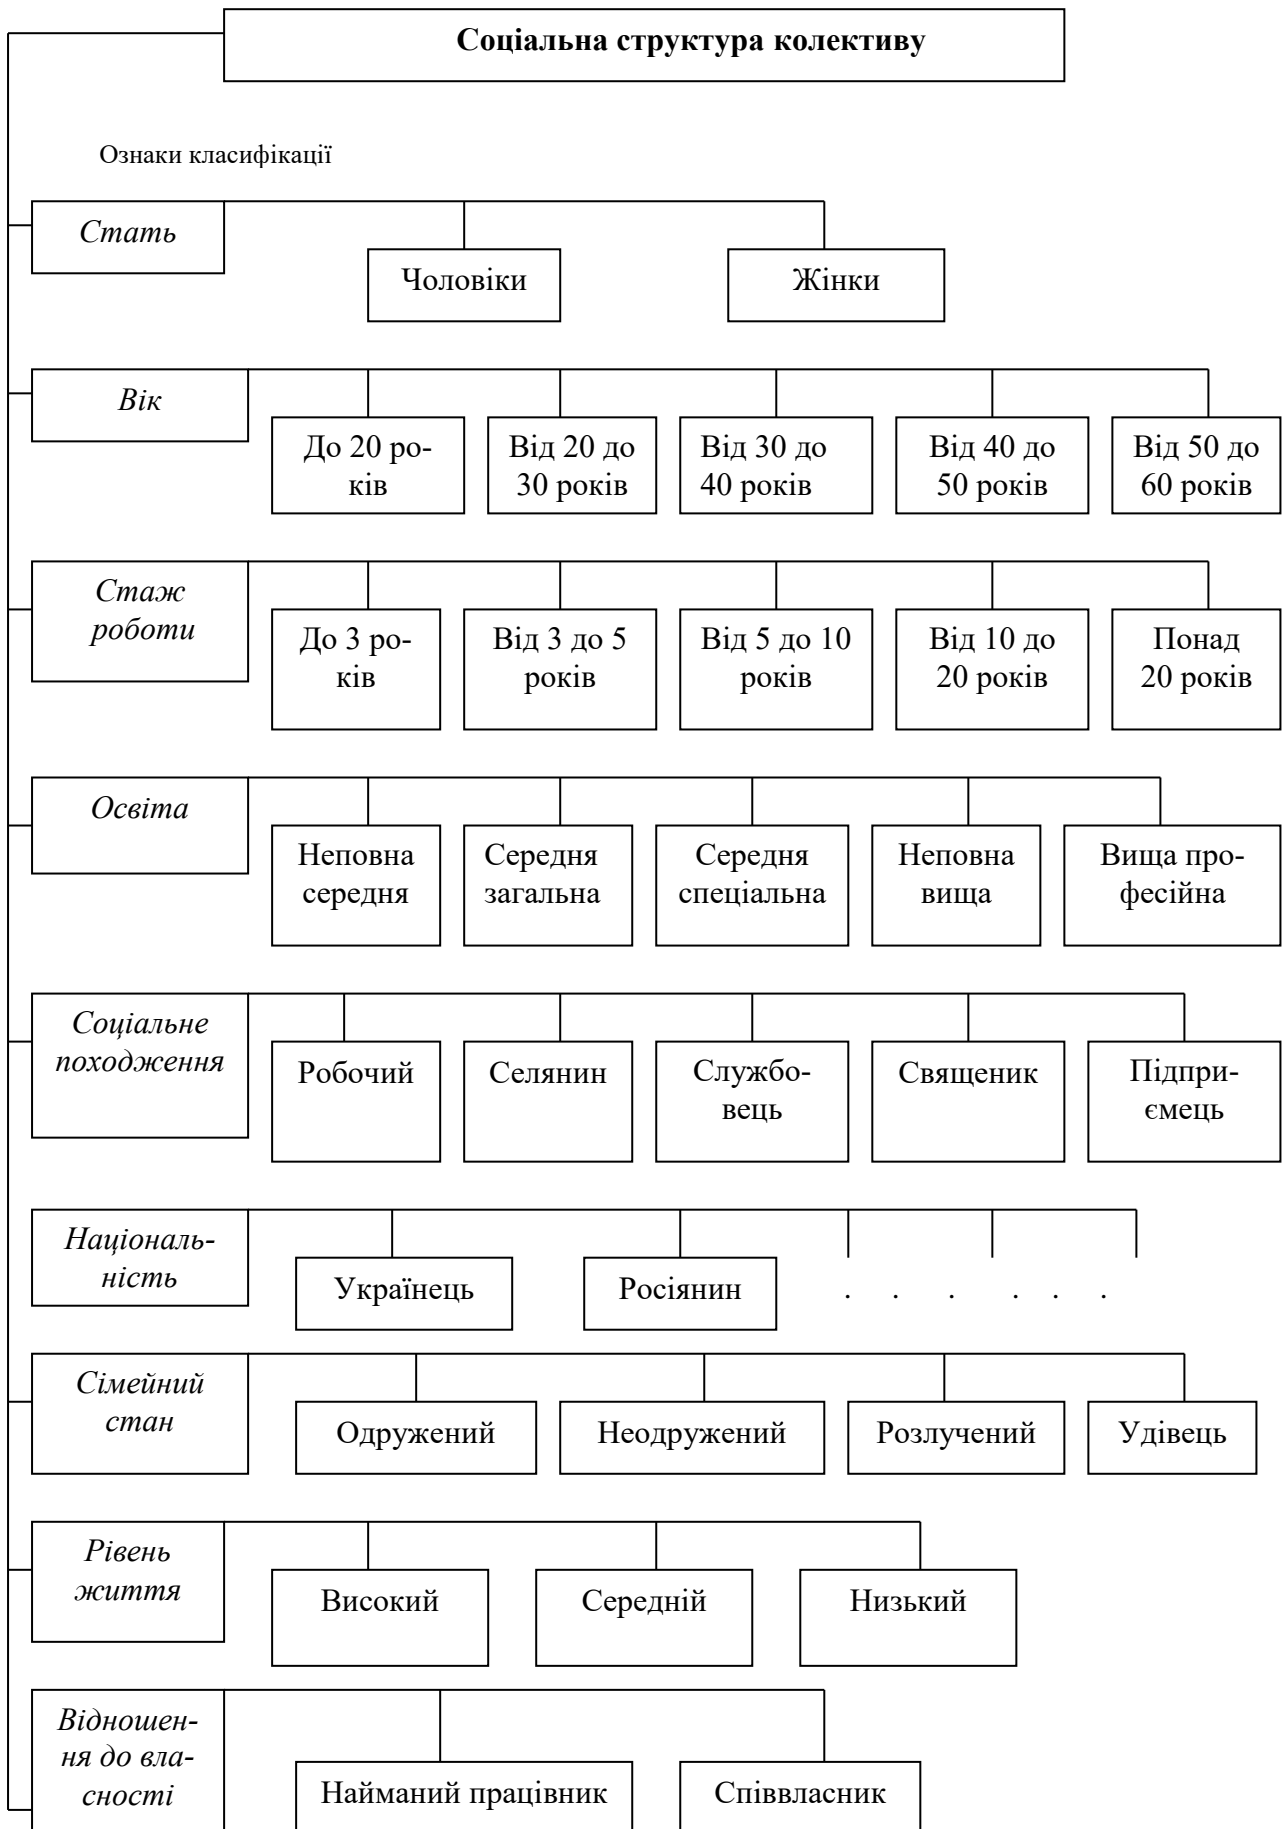 Соціальна структура колективу
Ознаки класифікації
Стать
Чоловіки
Жінки
Вік
До 20 ро-
ків
Від 20 до
30 років
Від 30 до
40 років
Від 40 до
50 років
Від 50 до
60 років
Стаж
роботи
До 3 ро-
ків
Від 3 до 5
років
Від 5 до 10
років
Від 10 до
20 років
Понад
20 років
Освіта
Неповна
середня
Середня
загальна
Середня
спеціальна
Неповна
вища
Вища про-
фесійна
Соціальне
походження
Робочий
Селянин
Службо-
вець
Священик
Підпри-
ємець
Національ-
ність
Українець
Росіянин
. . . . . .
Сімейний
стан
Одружений
Неодружений
Розлучений
Удівець
Рівень
життя
Високий
Середній
Низький
Відношен-
ня до вла-
сності
Найманий працівник
Співвласник